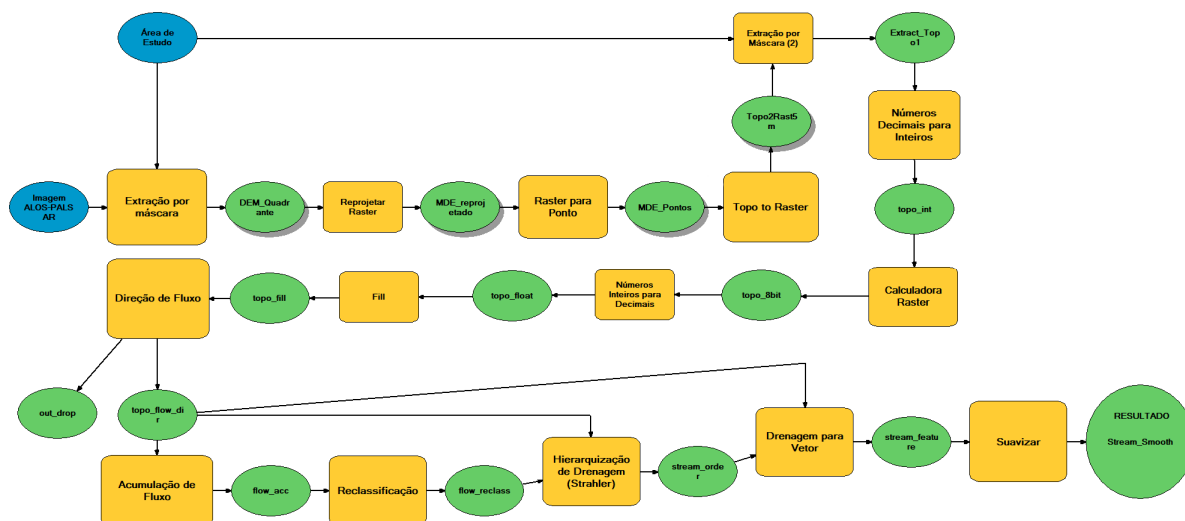 Área de
Estudo
Extração por
Máscara (2)
Extract_Topo
1
Topo2Rast5
m
Números
Decimais para
Inteiros
Imagem
ALOS-PALS
AR
Extração por
máscara
DEM_Quadr
ante
Reprojetar
Raster
MDE_reproj
etado
Raster para
Ponto
MDE_Pontos
Topo to Raster
topo_int
Direção de Fluxo
topo_fill
Fill
topo_float
Números
Inteiros para
Decimais
topo_8bit
Calculadora
Raster
out_drop
topo_flow_di
r
Acumulação de
Fluxo
flow_acc
Reclassificação
flow_reclass
Hierarquização
de Drenagem
(Strahler)
stream_orde
r
Drenagem para
Vetor
stream_featu
re
Suavizar
RESULTADO
Stream_Smooth